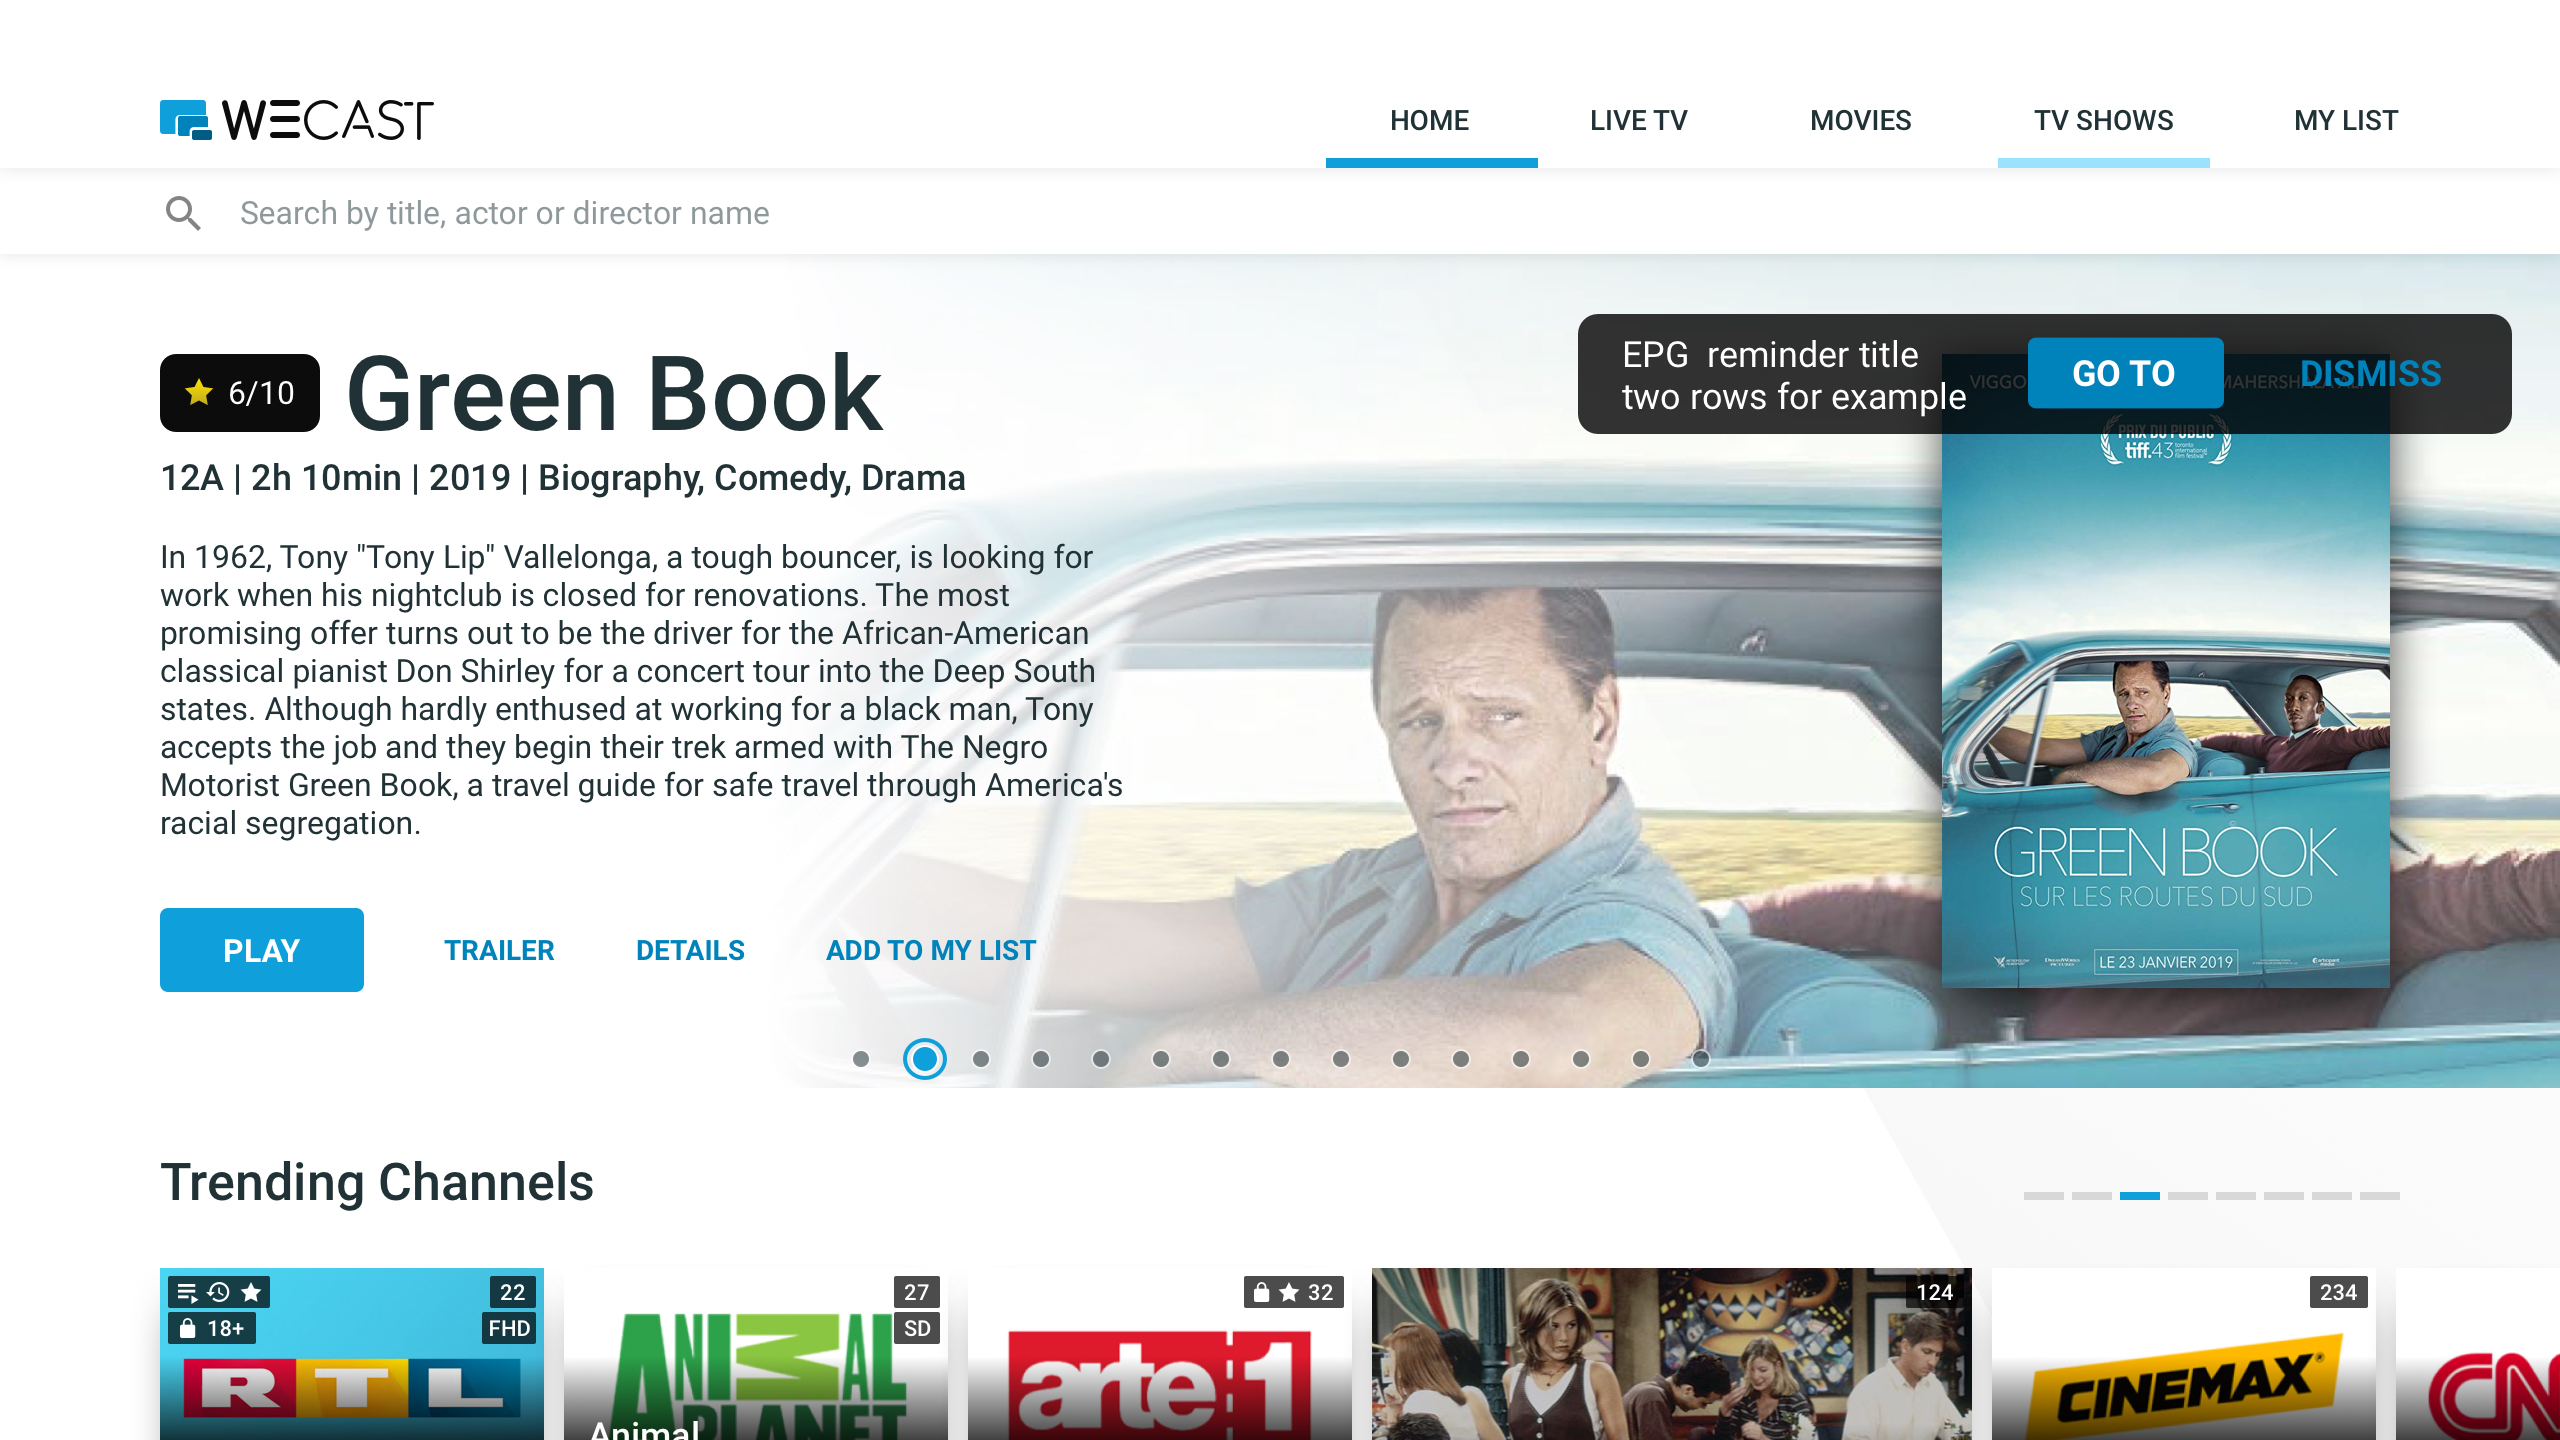 WECAST
HOME
LIVE TV
MOVIES
TV SHOWS
MY LIST
Search by title, actor or director name
EPG reminder title
two rows for example
GO TO
DISMISS
6/10
Green Book
12A | 2h 10min | 2019 | Biography, Comedy, Drama
In 1962, Tony "Tony Lip" Vallelonga, a tough bouncer, is looking for
work when his nightclub is closed for renovations. The most
promising offer turns out to be the driver for the African-American
classical pianist Don Shirley for a concert tour into the Deep South
states. Although hardly enthused at working for a black man, Tony
accepts the job and they begin their trek armed with The Negro
Motorist Green Book, a travel guide for safe travel through America's
racial segregation.
VIGGO
PRIX DU PUBLIC
tiff.43
GREEN BOOK
SUR LES ROUTES DU SUD
LE 23 JANVIER 2019
PLAY
TRAILER
DETAILS
ADD TO MY LIST
Trending Channels
22
18+
FHD
RTL
27
SD
ANIMAL
PLANET
Animal
32
arte 1
124
234
CINEMAX
CN